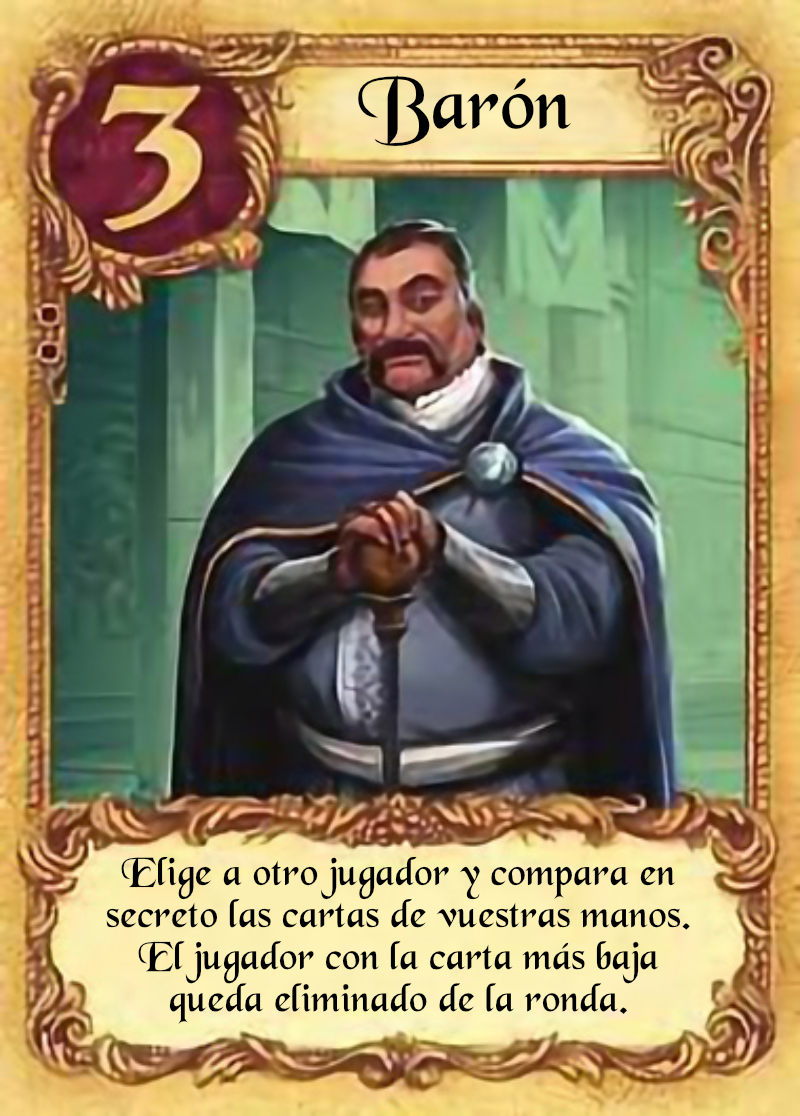 3
Barón
Elige a otro jugador y compara en
secreto las cartas de vuestras manos.
El jugador con la carta más baja
queda eliminado de la ronda.